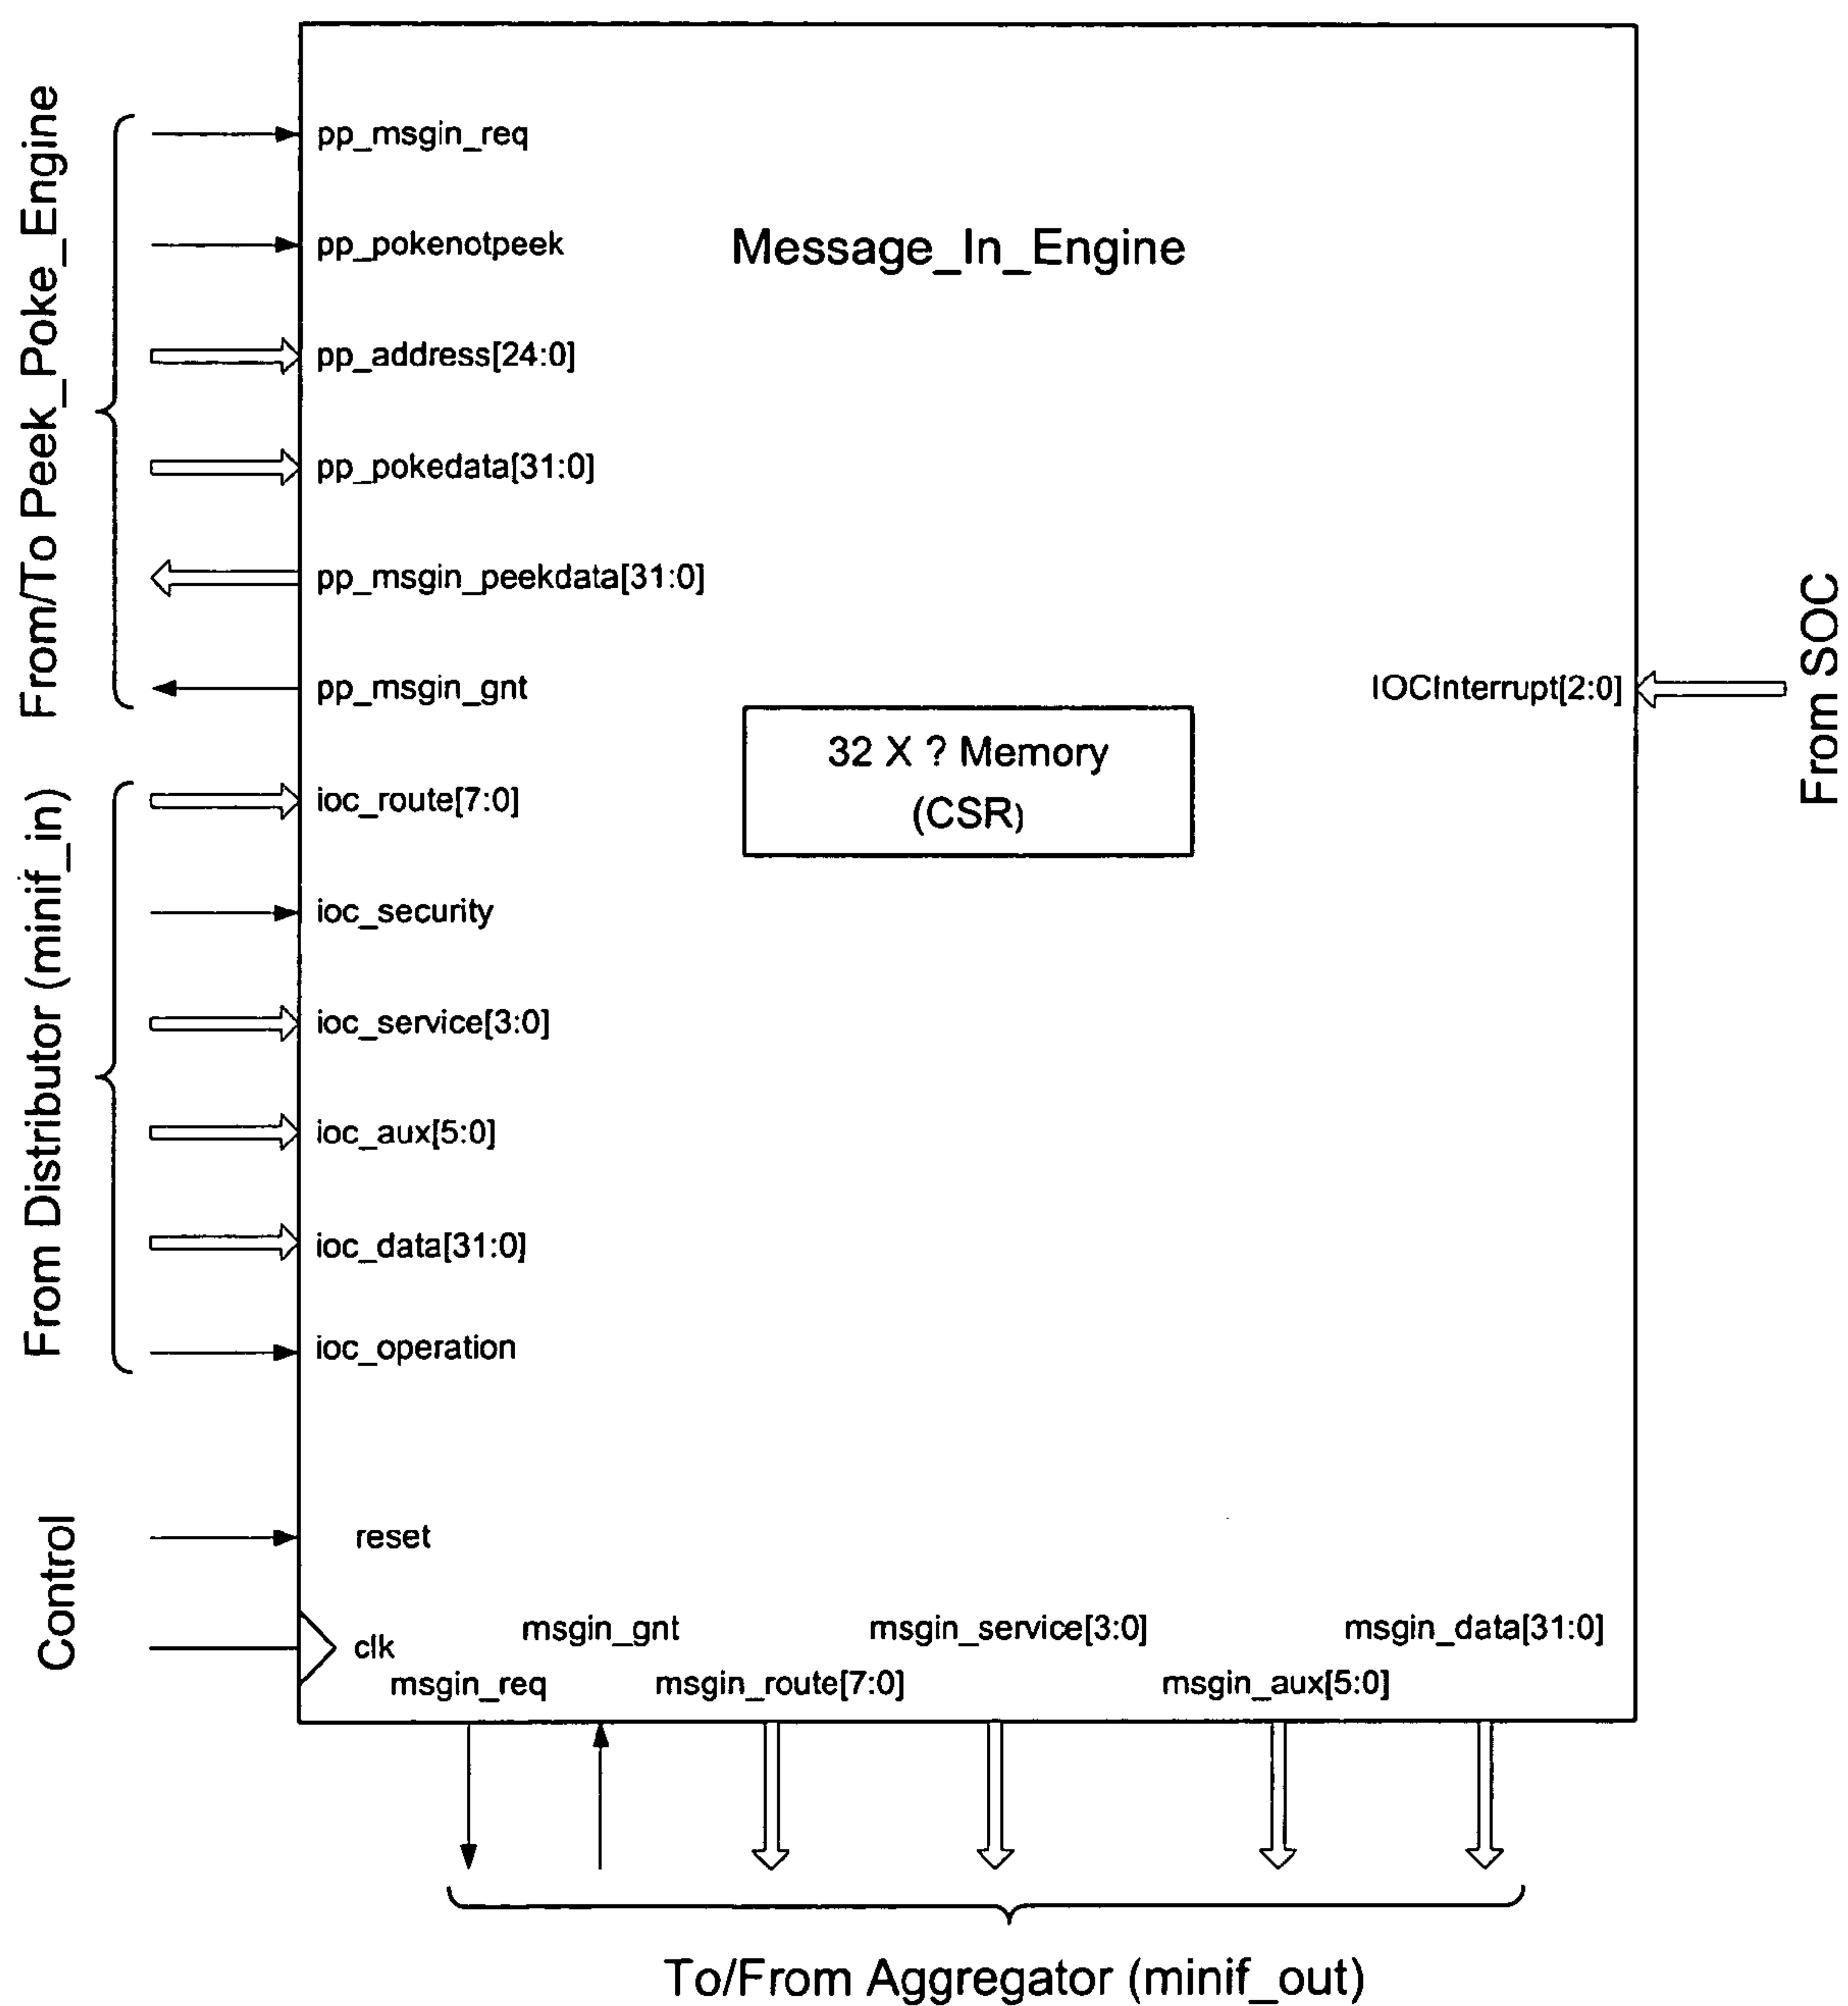 From/To Peek_Poke_Engine
pp_msgin_req
pp_pokenotpeek
Message_In_Engine
pp_address[24:0]
pp_pokedata[31:0]
pp_msgin_peekdata[31:0]
pp_msgin_gnt
IOCInterrupt[2:0]
From SOC
32 X ? Memory
(CSR)
From Distributor (minif_in)
ioc_route[7:0]
ioc_security
ioc_service[3:0]
ioc_aux[5:0]
ioc_data[31:0]
ioc_operation
Control
reset
clk
msgin_gnt
msgin_service[3:0]
msgin_data[31:0]
msgin_req
msgin_route[7:0]
msgin_aux[5:0]
To/From Aggregator (minif_out)